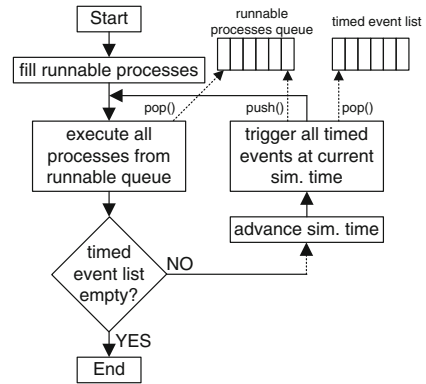 Start
runnable
processes queue
timed event list
fill runnable processes
pop()
push()
pop()
execute all
processes from
runnable queue
trigger all timed
events at current
sim. time
advance sim. time
timed
event list
empty?
NO
YES
End